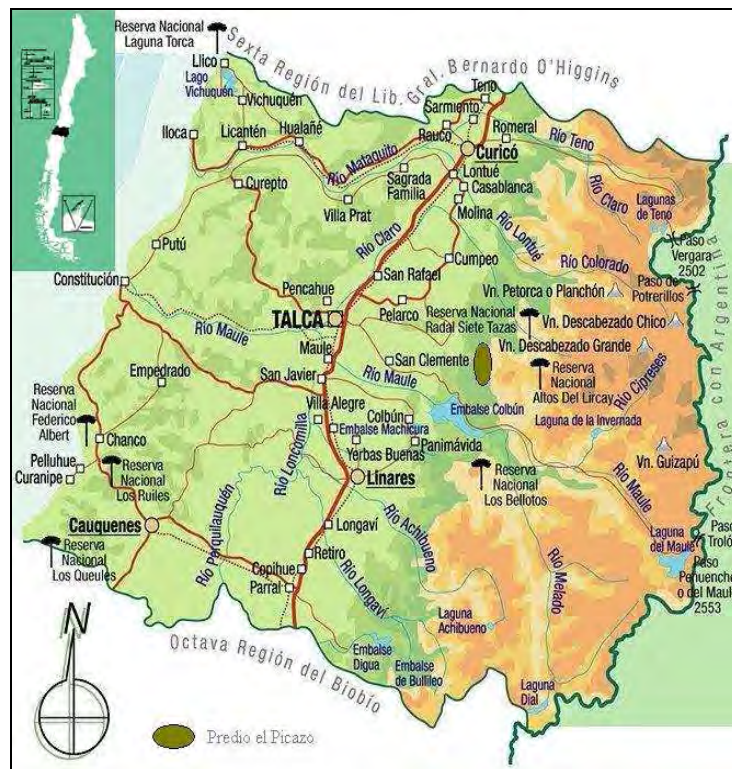 Reserva Nacional
Laguna Torca
Sexta Región del Lib. Gral. Bernardo O'Higgins
Llico
Lago
Vichuquén
Vichuquén
Teno
Sarmiento
Rauco
Romeral
Río Teno
Iloca
Licantén
Hualañé
Río Mataquito
Curicó
Lontué
Casablanca
Sagrada
Familia
Curepto
Villa Prat
Molina
Río Claro
Lagunas
de Teno
Río Lontué
Paso
Vergara
2502
Putú
Río Claro
Cumpeo
Río Colorado
Constitución
San Rafael
Paso de
Potrerillos
Pencahue
Vn. Petorca o Planchón
Pelarco
Reserva Nacional
Radal Siete Tazas
TALCA
Vn. Descabezado Chico
Río Maule
Maule
San Clemente
Vn. Descabezado Grande
Empedrado
San Javier
Río Maule
Reserva
Nacional
Altos Del Lircay
Río Cipreses
Reserva
Nacional
Federico
Albert
Villa Alegre
Colbún
Embalse Colbún
Laguna de la Invernada
Embalse Machicura
Chanco
Yerbas Buenas
Panimávida
Pelluhue
Curanipe
Reserva
Nacional
Los Ruiles
Río Loncomilla
Vn. Guizapú
Linares
Reserva
Nacional
Los Bellotos
Río Maule
Frontera con Argentina
Cauquenes
Río Perquilauquén
Longaví
Río Achibueno
Reserva
Nacional
Los Queules
Retiro
Laguna
del Maule
Paso
Troló
Copihue
Paso
Pehuenche
o del Maule
2553
Parral
Río Longaví
Río Melado
Laguna
Achibueno
Octava Región del Biobío
Embalse
Digua
Embalse
de Bullileo
Laguna
Dial
N
Predio el Picazo